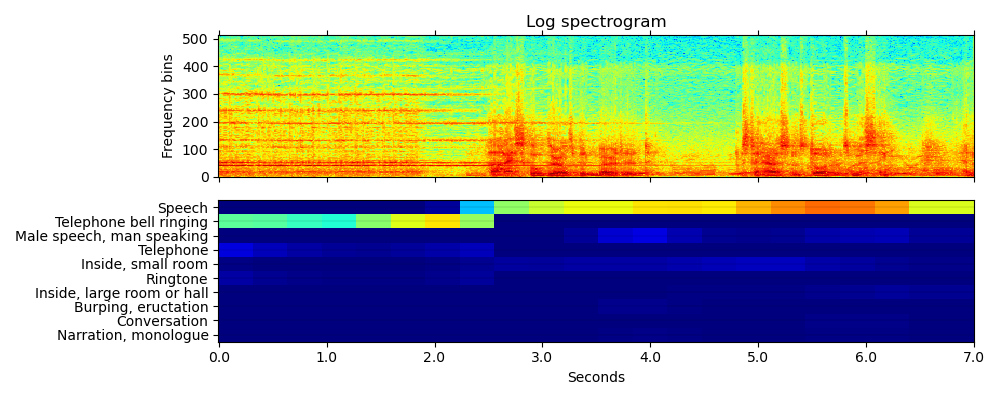 Log spectrogram
Frequency bins
500
400
300
200
100
0
Speech
Telephone bell ringing
Male speech, man speaking
Telephone
Inside, small room
Ringtone
Inside, large room or hall
Burping, eructation
Conversation
Narration, monologue
0.0 1.0 2.0 3.0 4.0 5.0 6.0 7.0
Seconds